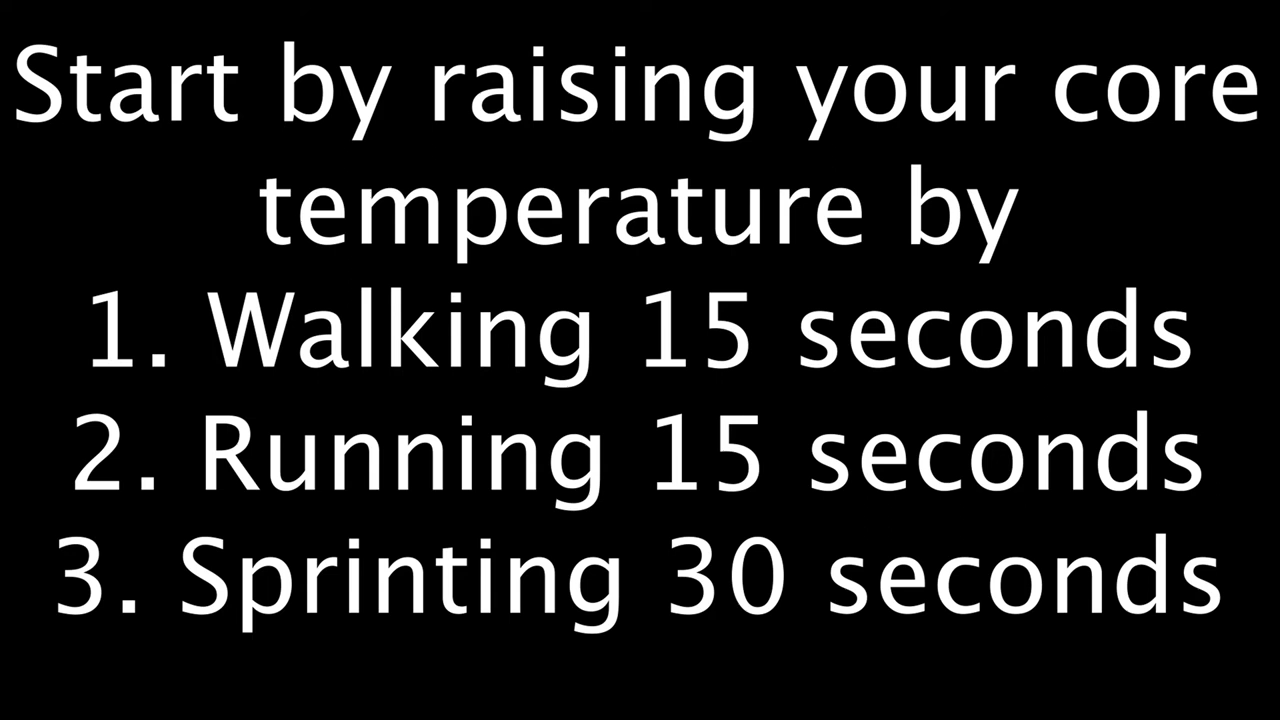 Start by raising your core
temperature by
1. Walking 15 seconds
2. Running 15 seconds
3. Sprinting 30 seconds